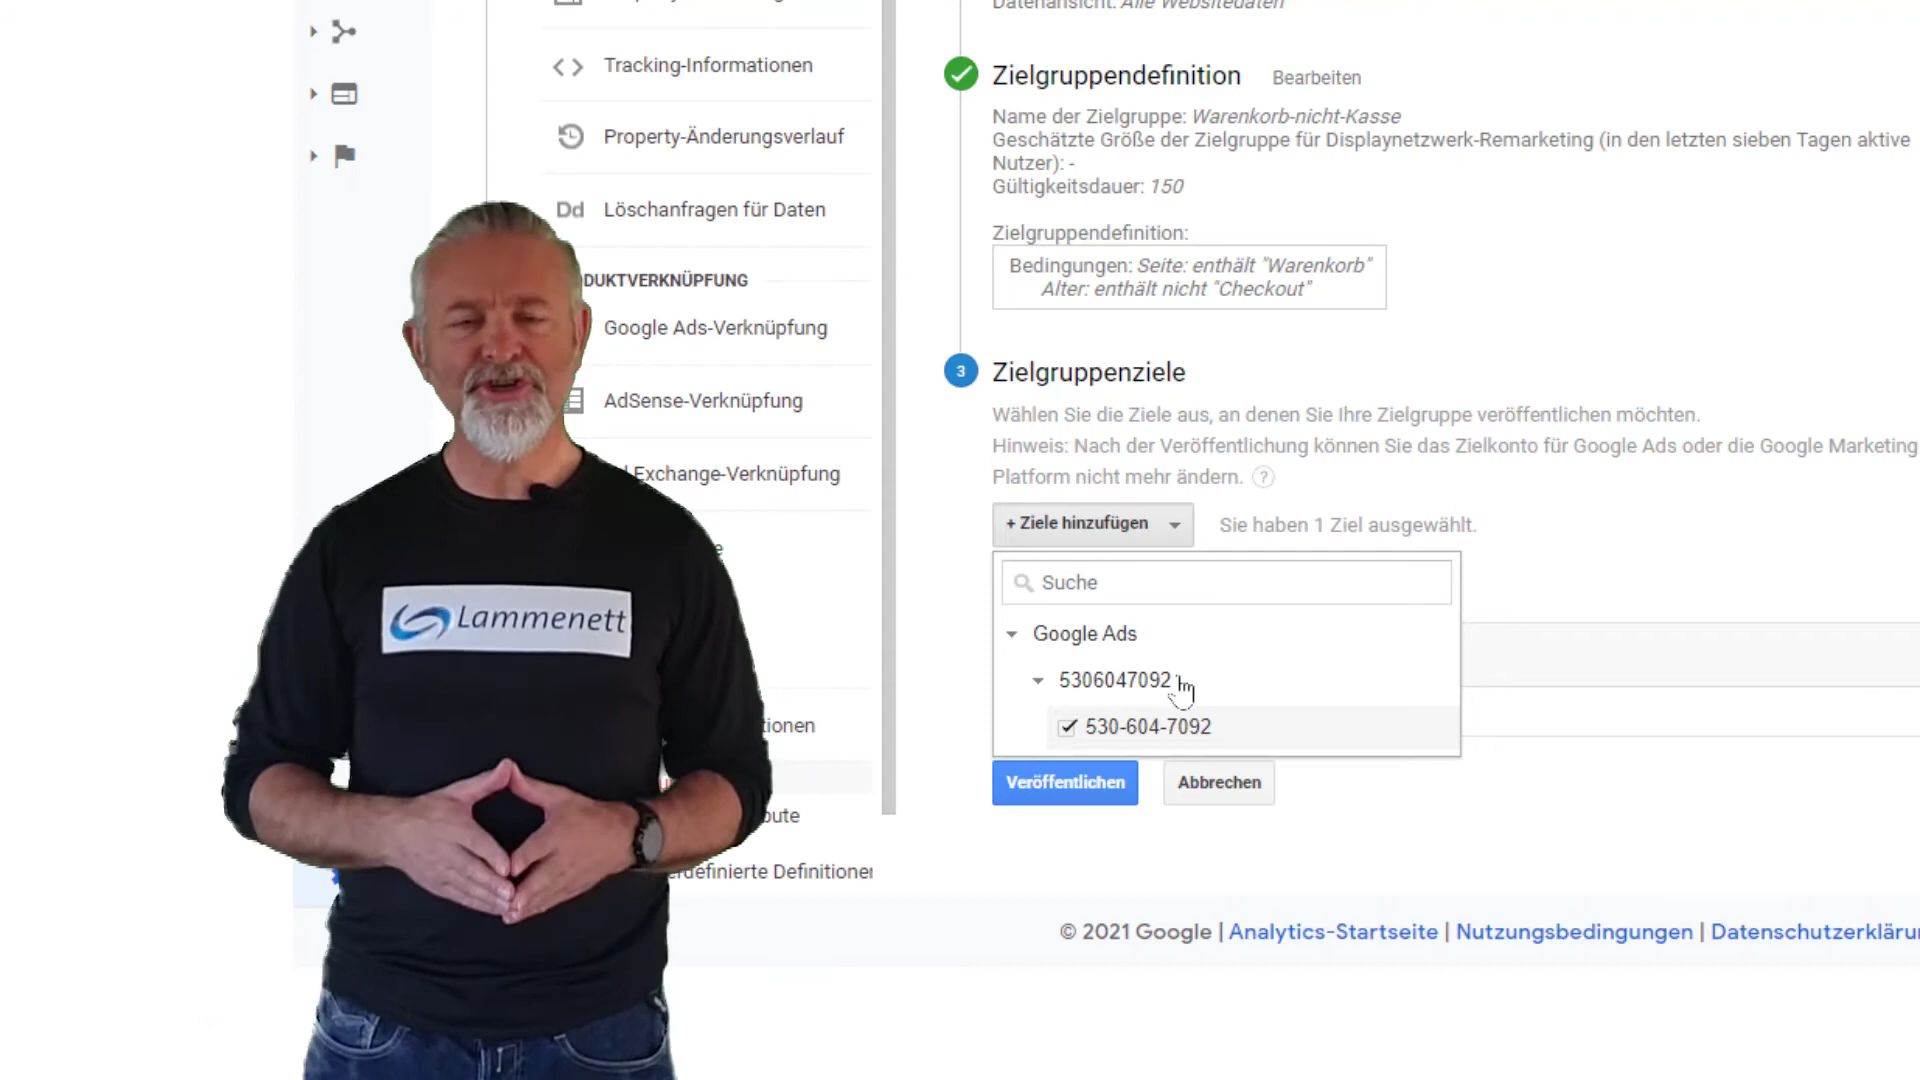 Tracking-Informationen
Property-Änderungsverlauf
Dd Löschanfragen für Daten
DUKTVERKNÜPFUNG
Google Ads-Verknüpfung
AdSense-Verknüpfung
Exchange-Verknüpfung
Lammenett
Definitionen
Datenansicht: Alle Websitedaten
Zielgruppendefinition Bearbeiten
Name der Zielgruppe: Warenkorb-nicht-Kasse
Geschätzte Größe der Zielgruppe für Displaynetzwerk-Remarketing (in den letzten sieben Tagen aktive
Nutzer): -
Gültigkeitsdauer: 150
Zielgruppendefinition:
Bedingungen: Seite: enthält "Warenkorb"
Alter: enthält nicht "Checkout"
3 Zielgruppenziele
Wählen Sie die Ziele aus, an denen Sie Ihre Zielgruppe veröffentlichen möchten.
Hinweis: Nach der Veröffentlichung können Sie das Zielkonto für Google Ads oder die Google Marketing
Platform nicht mehr ändern. ?
+ Ziele hinzufügen Sie haben 1 Ziel ausgewählt.
Suche
Google Ads
5306047092
530-604-7092
Veröffentlichen Abbrechen
© 2021 Google | Analytics-Startseite | Nutzungsbedingungen | Datenschutzerkläru